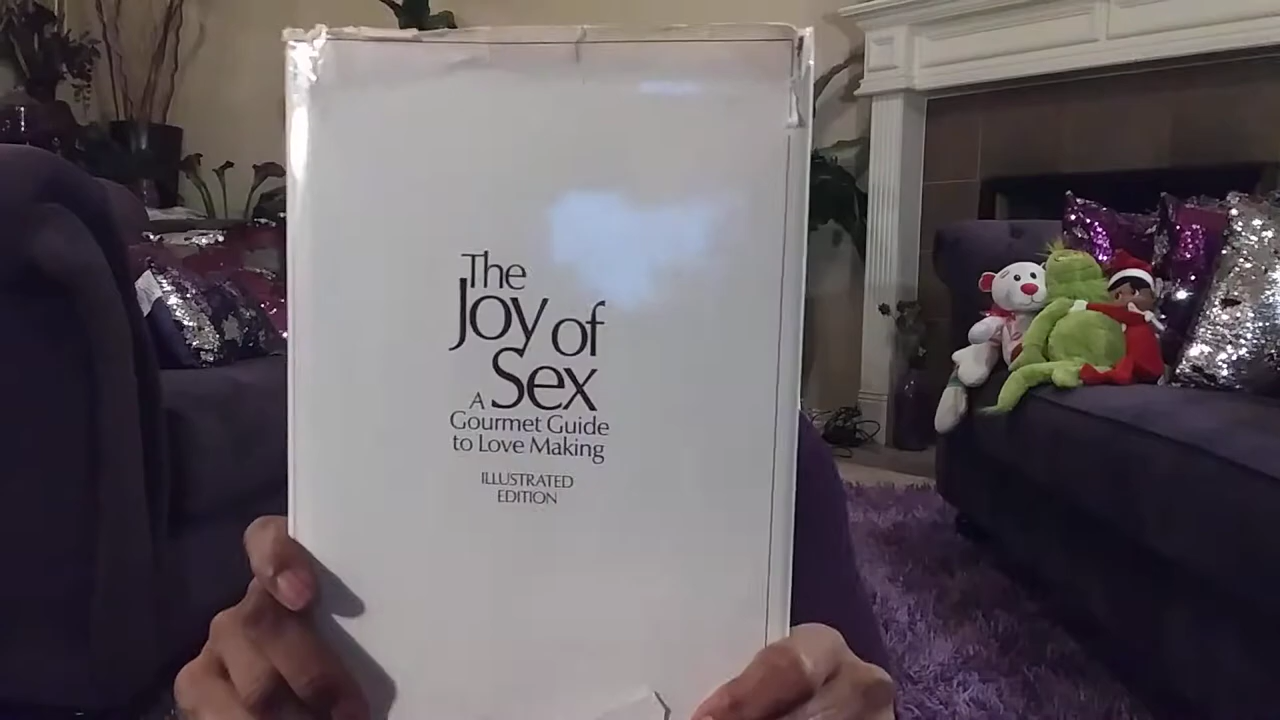 The
Joy of
Sex
A
Gourmet Guide
to Love Making
ILLUSTRATED
EDITION